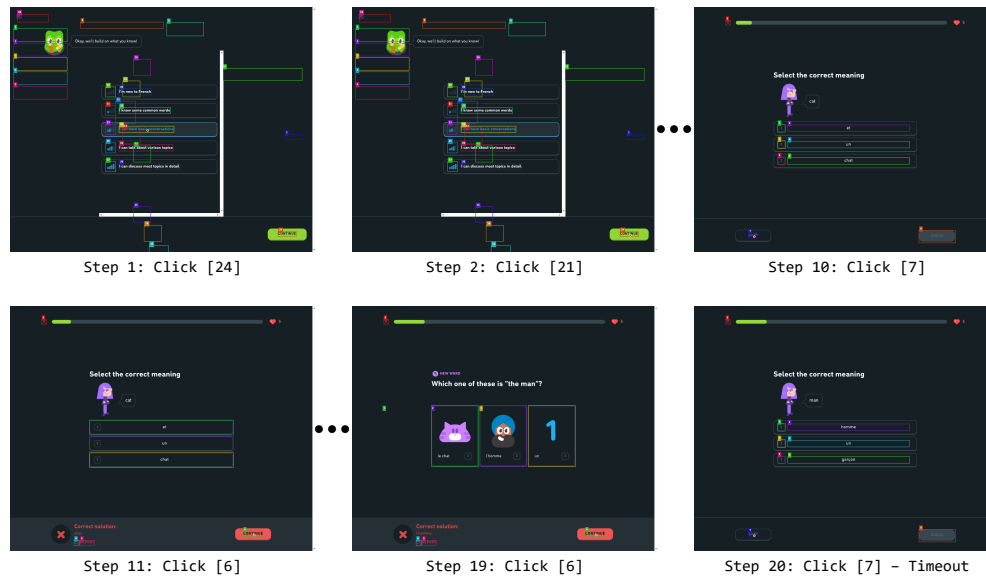 Okay, we'll build on what you know!
I'm new to French
I know some common words
I can talk about various topics
I can discuss most topics in detail
CONTINUE
Step 1: Click [24]
Okay, we'll build on what you know!
I'm new to French
I know some common words
I can talk about various topics
I can discuss most topics in detail
CONTINUE
Step 2: Click [21]
Select the correct meaning
cat
et
un
chat
Step 10: Click [7]
Select the correct meaning
cat
et
un
chat
Correct solution:
CONTINUE
Step 11: Click [6]
NEW WORD
Which one of these is "the man"?
1
le chat
l'homme
un
Correct solution:
CONTINUE
Step 19: Click [6]
Select the correct meaning
man
homme
un
garçon
Step 20: Click [7] – Timeout